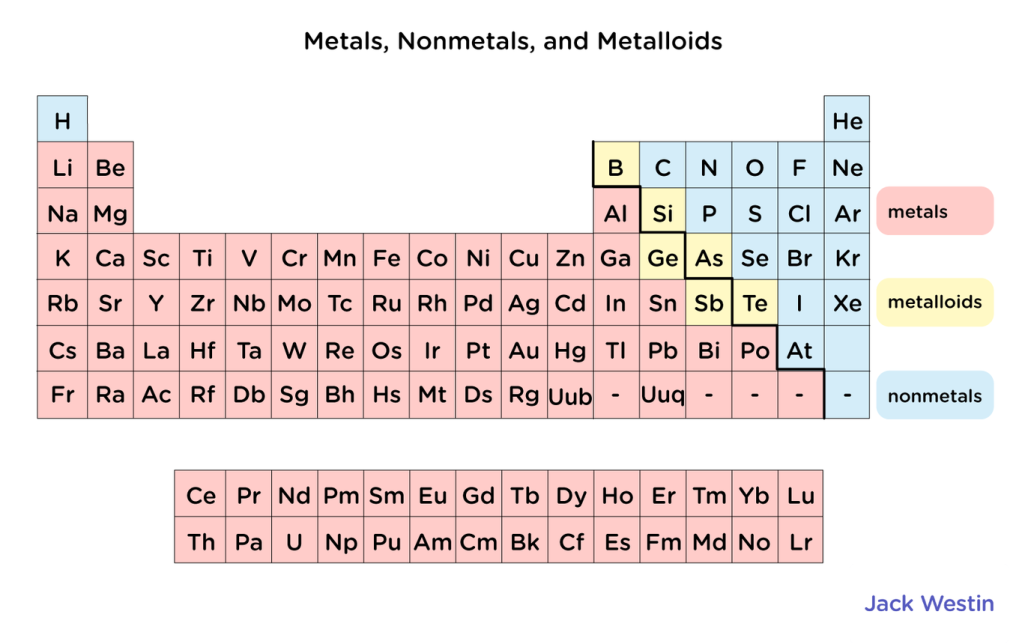 Metals, Nonmetals, and Metalloids
H He
Li Be B C N O F Ne
Na Mg Al Si P S Cl Ar metals
K Ca Sc Ti V Cr Mn Fe Co Ni Cu Zn Ga Ge As Se Br Kr
Rb Sr Y Zr Nb Mo Tc Ru Rh Pd Ag Cd In Sn Sb Te I Xe metalloids
Cs Ba La Hf Ta W Re Os Ir Pt Au Hg Tl Pb Bi Po At
Fr Ra Ac Rf Db Sg Bh Hs Mt Ds Rg Uub - Uuq - - - - nonmetals
Ce Pr Nd Pm Sm Eu Gd Tb Dy Ho Er Tm Yb Lu
Th Pa U Np Pu Am Cm Bk Cf Es Fm Md No Lr
Jack Westin